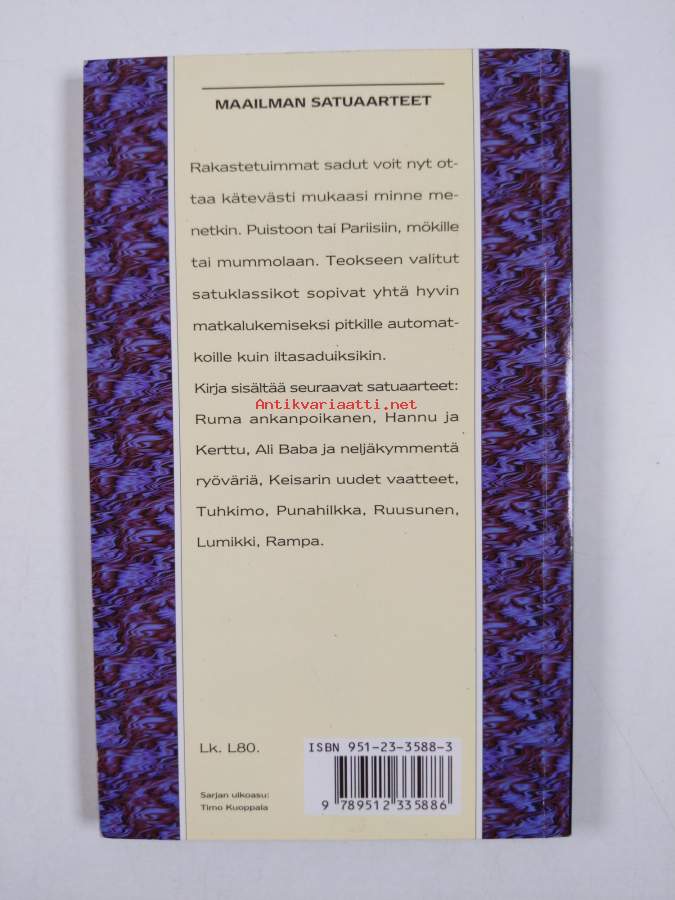 MAAILMAN SATUAARTEET
Rakastetuimmat sadut voit nyt ot-
taa kätevästi mukaasi minne me-
netkin. Puistoon tai Pariisiin, mökille
tai mummolaan. Teokseen valitut
satuklassikot sopivat yhtä hyvin
matkalukemiseksi pitkille automat-
koille kuin iltasaduiksikin.
Kirja sisältää seuraavat satuaarteet:
Antikvariaatti.net
Ruma ankanpoikanen, Hannu ja
Kerttu, Ali Baba ja neljäkymmentä
ryöväriä, Keisarin uudet vaatteet,
Tuhkimo, Punahilkka, Ruusunen,
Lumikki, Rampa.
Lk. L80.
ISBN 951-23-3588-3
9 789512 335886
Sarjan ulkoasu:
Timo Kuoppala